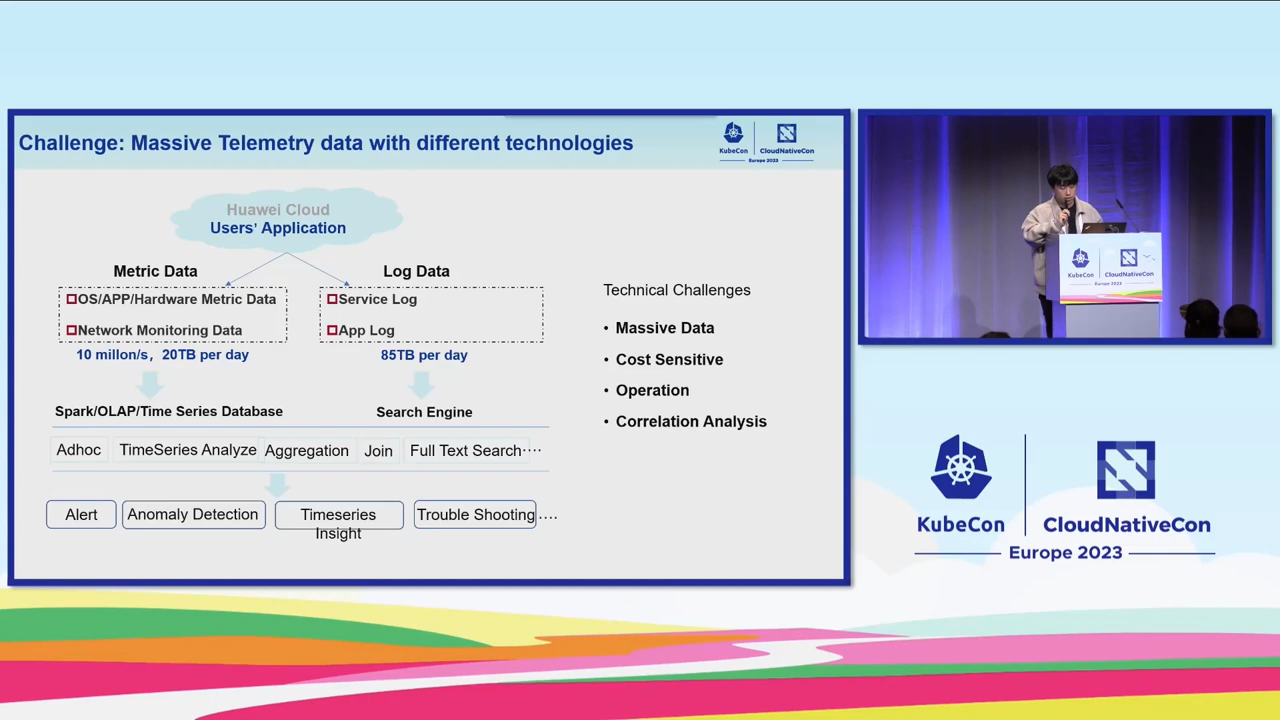 Challenge: Massive Telemetry data with different technologies
KubeCon
CloudNativeCon
Europe 2023
Huawei Cloud
Users' Application
Metric Data
Log Data
OS/APP/Hardware Metric Data
Network Monitoring Data
Service Log
App Log
10 millon/s, 20TB per day
85TB per day
Spark/OLAP/Time Series Database
Search Engine
Adhoc
TimeSeries Analyze
Aggregation
Join
Full Text Search····
Alert
Anomaly Detection
Timeseries
Insight
Trouble Shooting
····
Technical Challenges
• Massive Data
• Cost Sensitive
• Operation
• Correlation Analysis
KubeCon
CloudNativeCon
Europe 2023
KubeCon
CloudNativeCon
Europe 2023